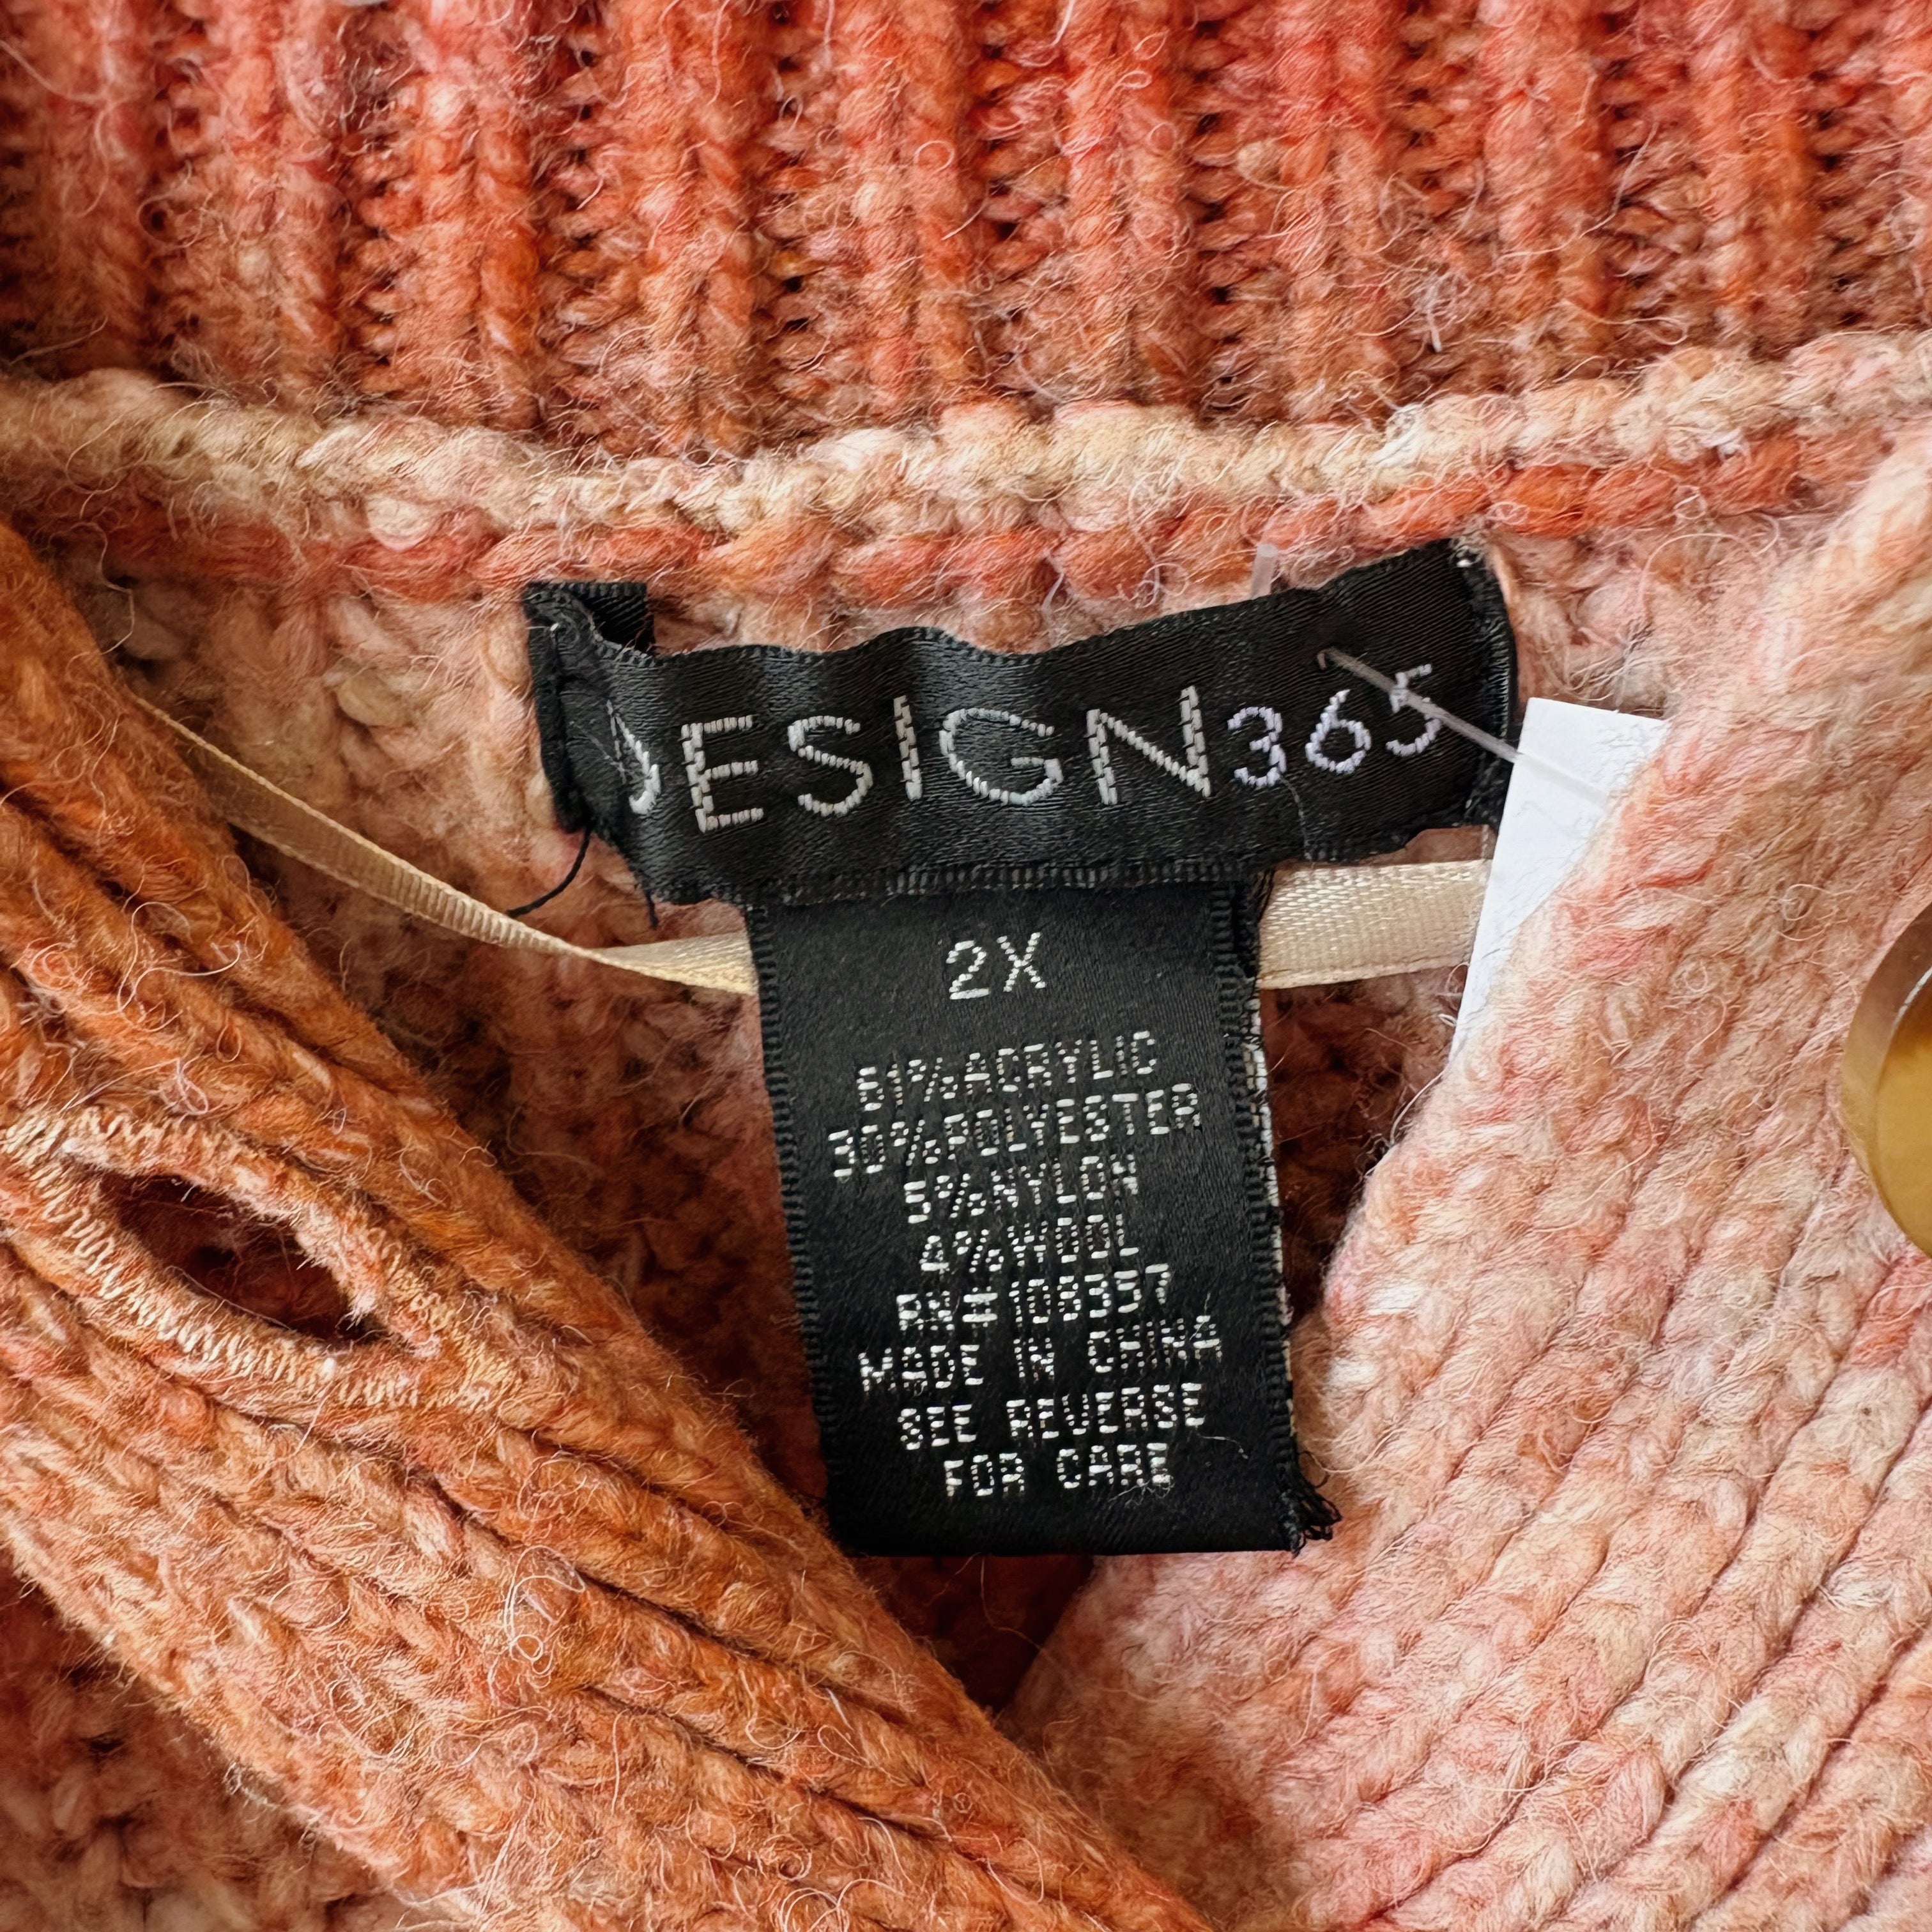 DESIGN365
2X
61%ACRYLIC
30%POLYESTER
5%NYLON
4%WOOL
RN#108357
MADE IN CHINA
SEE REVERSE
FOR CARE